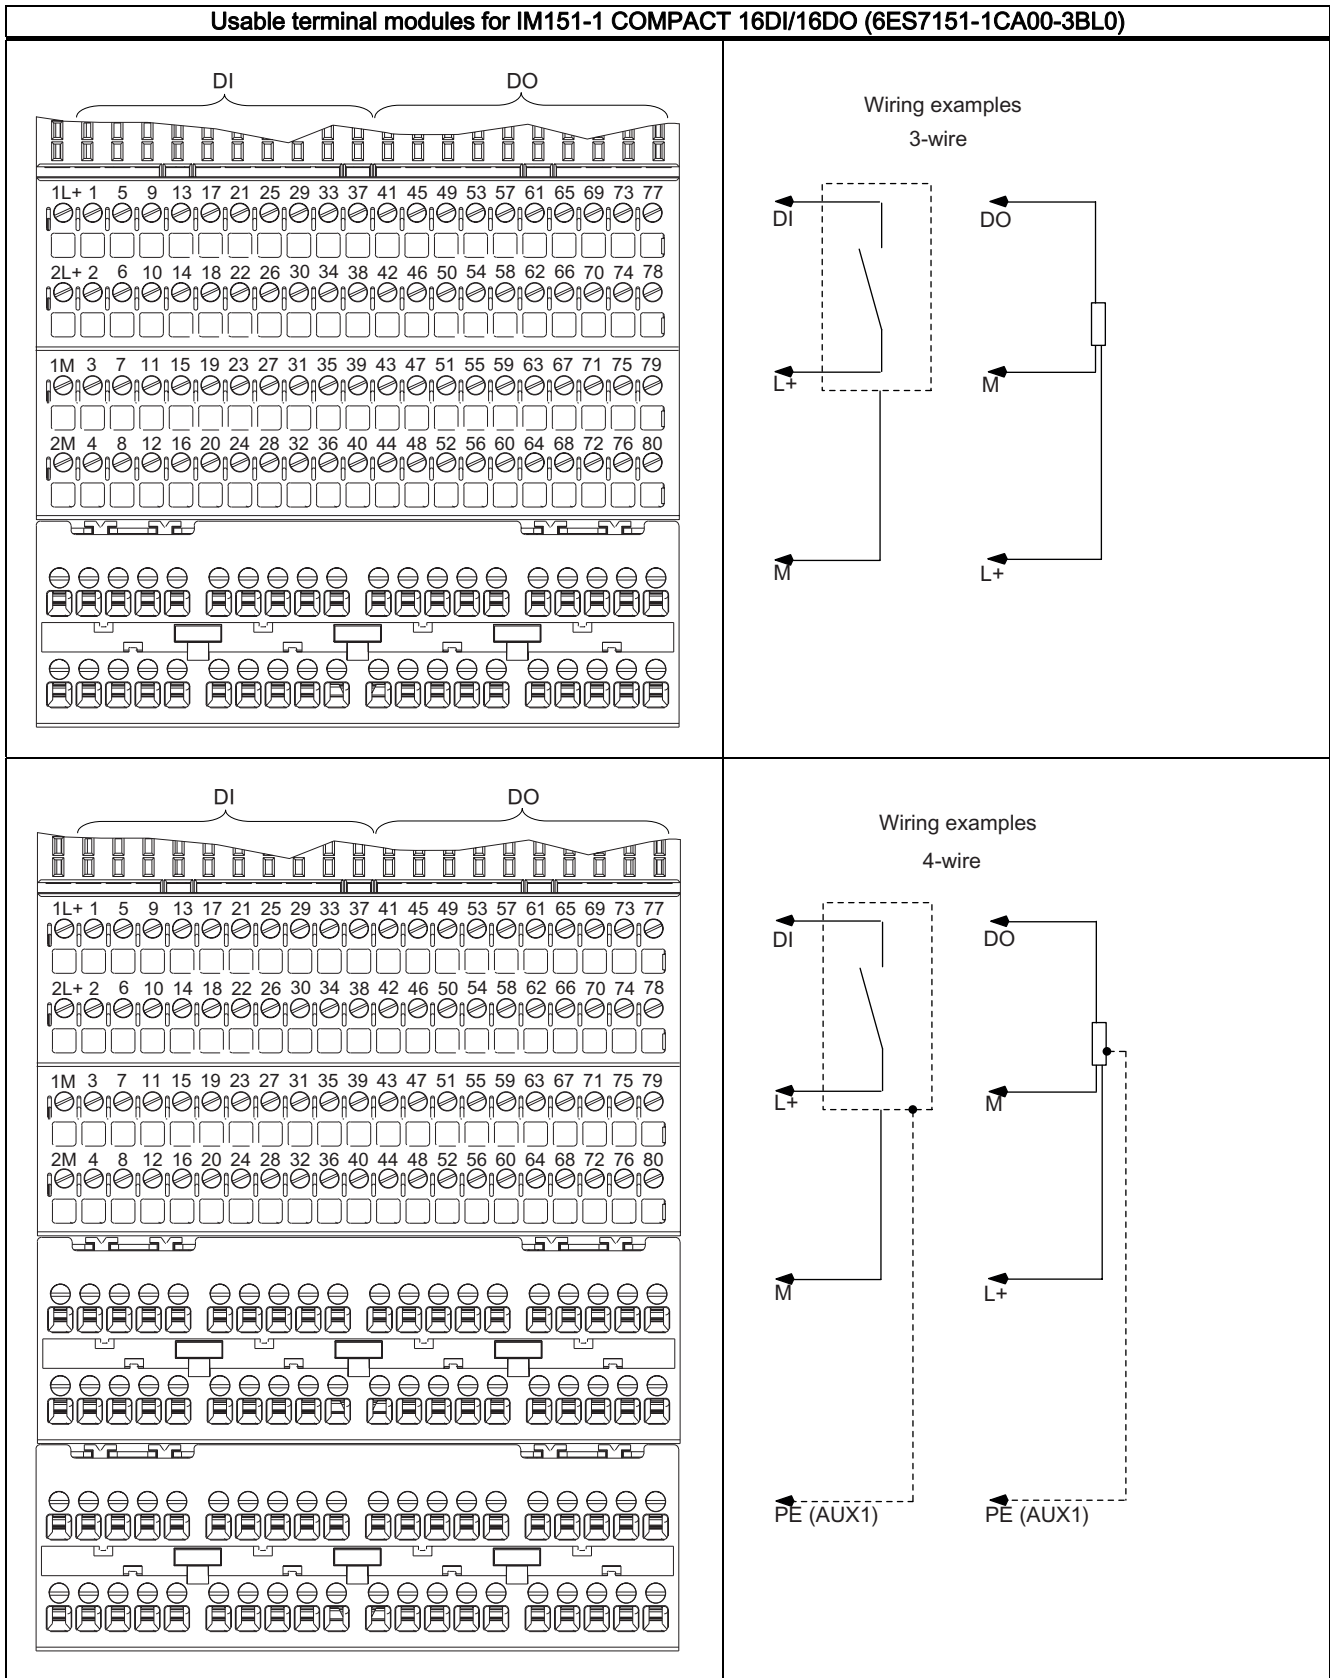 Usable terminal modules for IM151-1 COMPACT 16DI/16DO (6ES7151-1CA00-3BL0)
DI DO
1L+ 1 5 9 13 17 21 25 29 33 37 41 45 49 53 57 61 65 69 73 77
2L+ 2 6 10 14 18 22 26 30 34 38 42 46 50 54 58 62 66 70 74 78
1M 3 7 11 15 19 23 27 31 35 39 43 47 51 55 59 63 67 71 75 79
2M 4 8 12 16 20 24 28 32 36 40 44 48 52 56 60 64 68 72 76 80
Wiring examples
3-wire
DI DO
L+ M
M L+
DI DO
1L+ 1 5 9 13 17 21 25 29 33 37 41 45 49 53 57 61 65 69 73 77
2L+ 2 6 10 14 18 22 26 30 34 38 42 46 50 54 58 62 66 70 74 78
1M 3 7 11 15 19 23 27 31 35 39 43 47 51 55 59 63 67 71 75 79
2M 4 8 12 16 20 24 28 32 36 40 44 48 52 56 60 64 68 72 76 80
Wiring examples
4-wire
DI DO
L+ M
M L+
PE (AUX1) PE (AUX1)